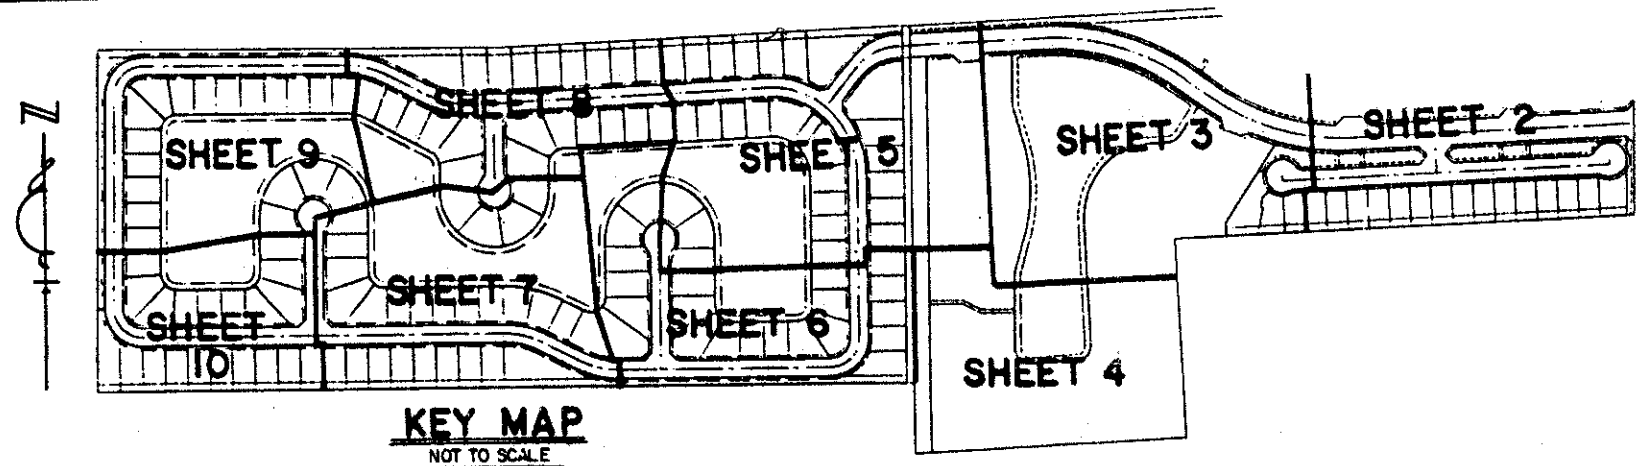 N
SHEET 8
SHEET 2
SHEET 3
SHEET 9
SHEET 5
SHEET 7
SHEET 6
SHEET
10
SHEET 4
KEY MAP
NOT TO SCALE